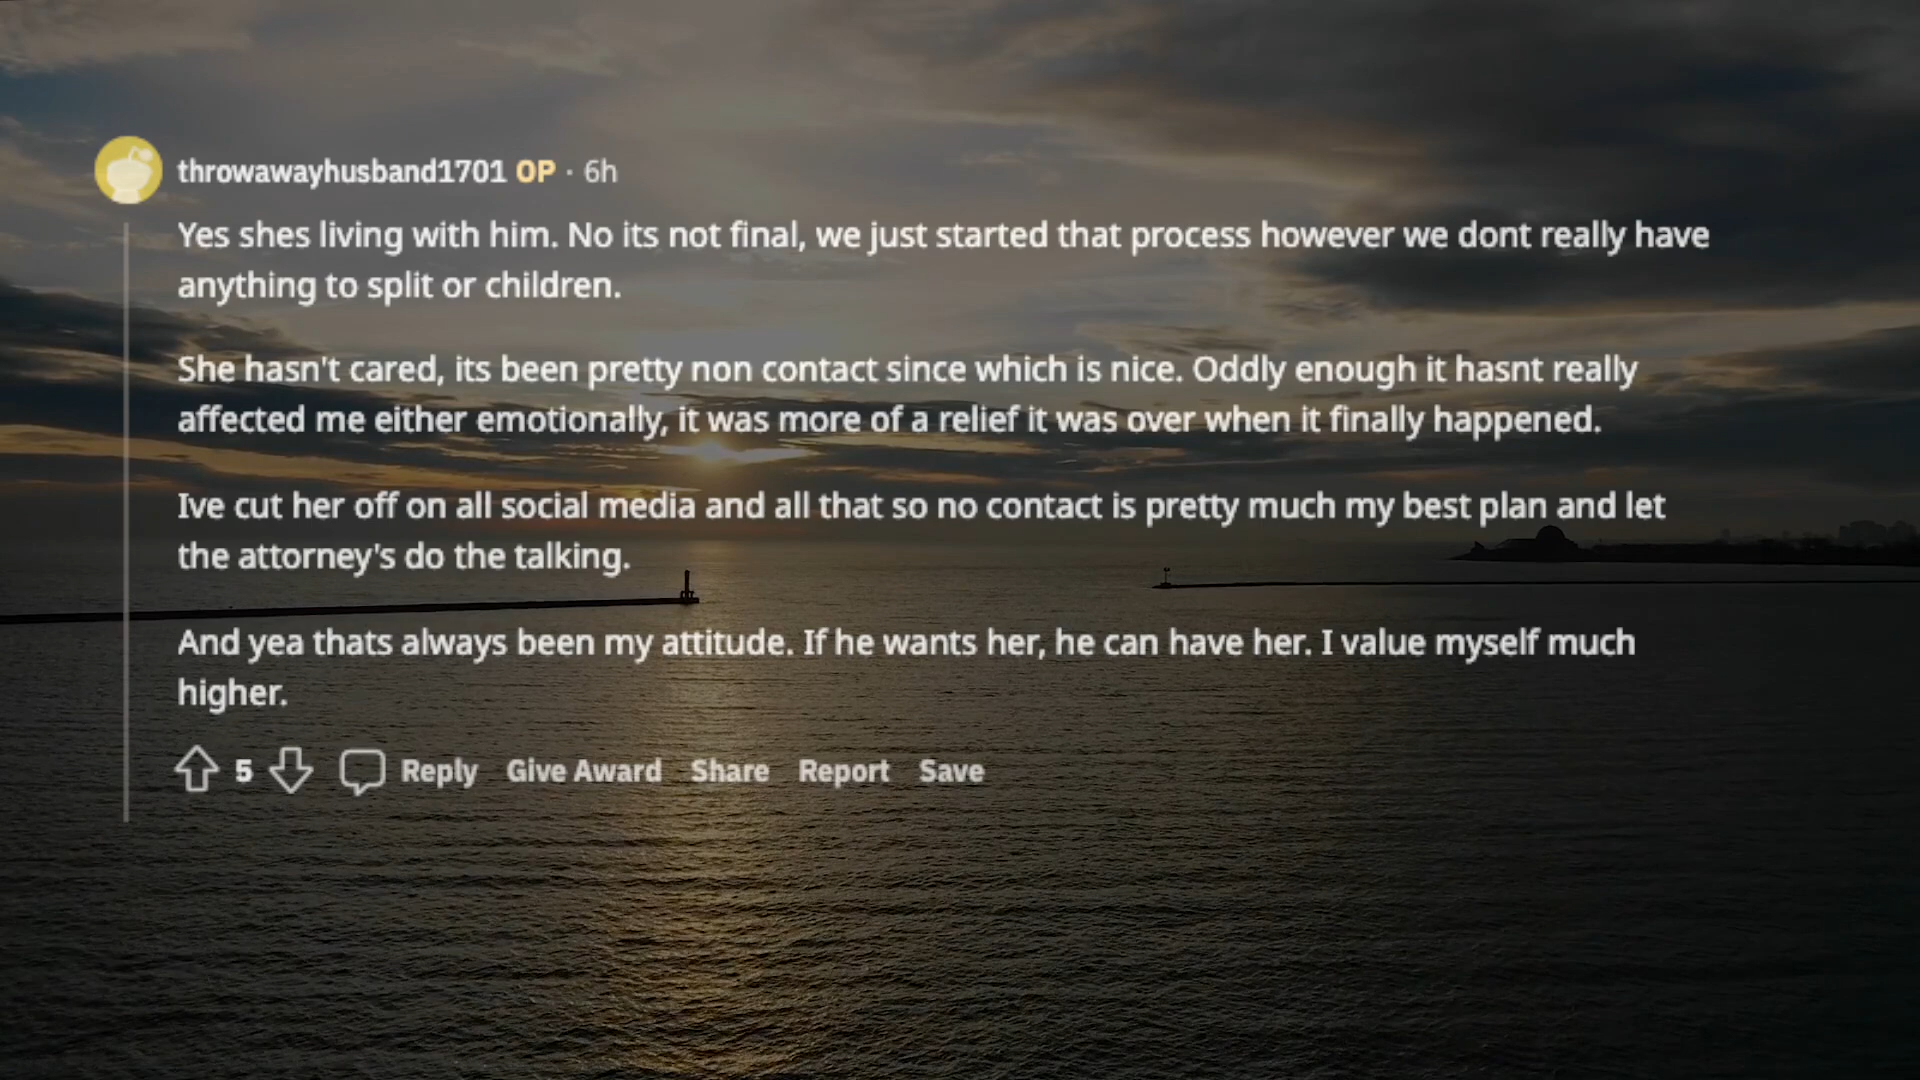 throwawayhusband1701 OP · 6h
Yes shes living with him. No its not final, we just started that process however we dont really have
anything to split or children.
She hasn't cared, its been pretty non contact since which is nice. Oddly enough it hasnt really
affected me either emotionally, it was more of a relief it was over when it finally happened.
Ive cut her off on all social media and all that so no contact is pretty much my best plan and let
the attorney's do the talking.
And yea thats always been my attitude. If he wants her, he can have her. I value myself much
higher.
5 Reply Give Award Share Report Save